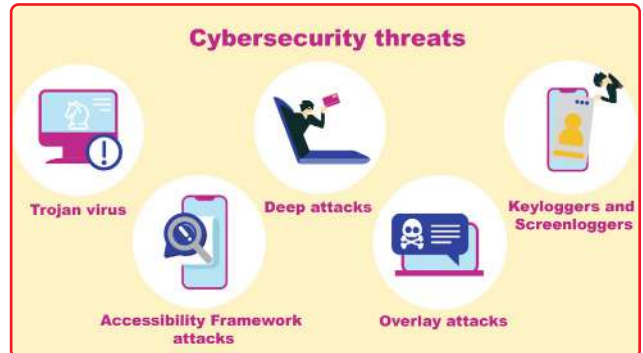 Cybersecurity threats
Trojan virus
Deep attacks
Keyloggers and
Screenloggers
Accessibility Framework
attacks
Overlay attacks